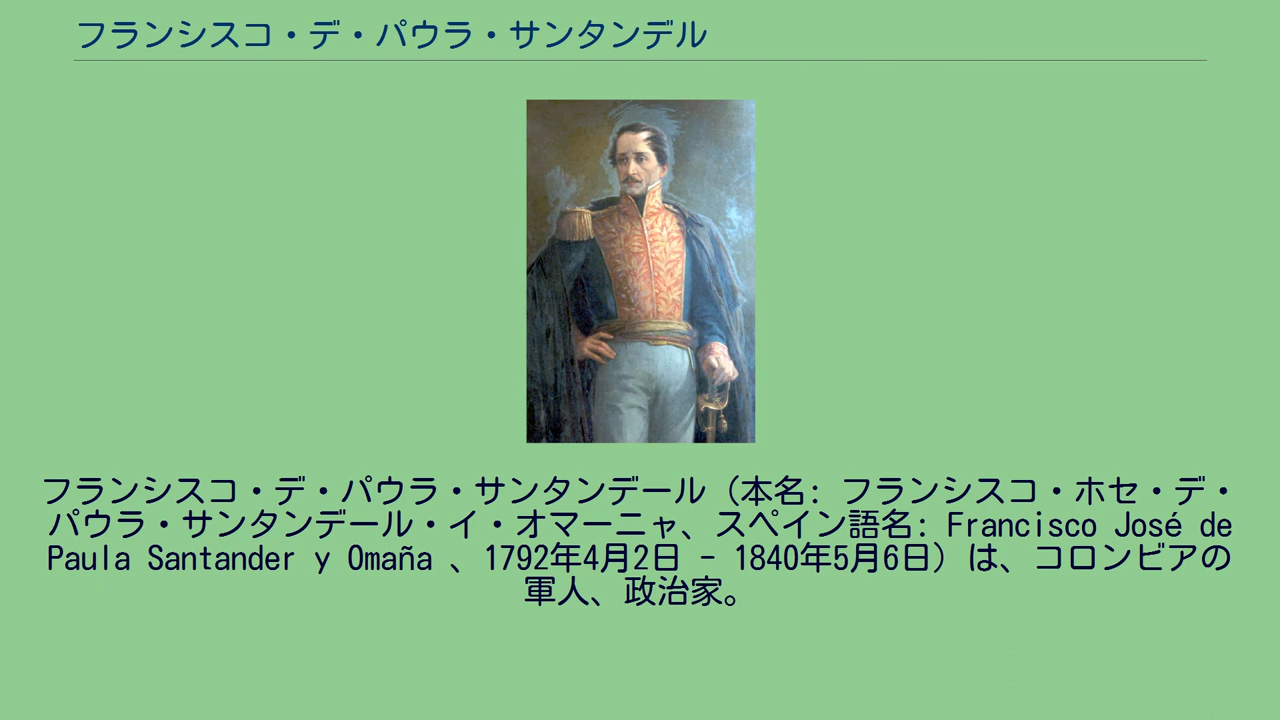 フランシスコ・デ・パウラ・サンタンデル
フランシスコ・デ・パウラ・サンタンデール（本名: フランシスコ・ホセ・デ・
パウラ・サンタンデール・イ・オマーニャ、スペイン語名: Francisco José de
Paula Santander y Omaña 、1792年4月2日 - 1840年5月6日）は、コロンビアの
軍人、政治家。